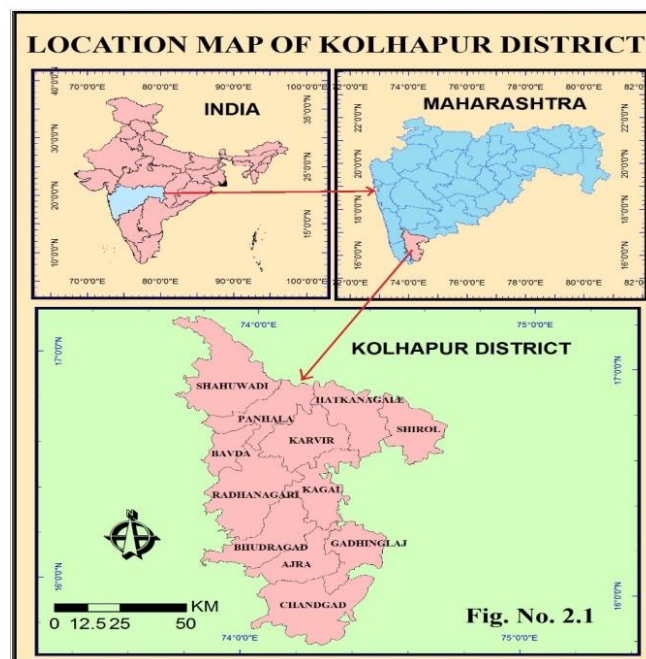 LOCATION MAP OF KOLHAPUR DISTRICT
70°0'0"E 80°0'0"E 90°0'0"E 100°0'0"E
INDIA
40°0'0"N
30°0'0"N
20°0'0"N
10°0'0"N
70°0'0"E 80°0'0"E 90°0'0"E 100°0'0"E
72°0'0"E 74°0'0"E 76°0'0"E 78°0'0"E 80°0'0"E
MAHARASHTRA
22°0'0"N
20°0'0"N
18°0'0"N
16°0'0"N
22°0'0"N
20°0'0"N
18°0'0"N
16°0'0"N
72°0'0"E 74°0'0"E 76°0'0"E 78°0'0"E 80°0'0"E
74°0'0"E 75°0'0"E
17°0'0"N
17°0'0"N
KOLHAPUR DISTRICT
SHAHUWADI
HATKANAGALE
PANHALA
SHIROL
KARVIR
BAVDA
RADHANAGARI
KAGAL
BHUDRAGAD
GADHINGLAJ
AJRA
CHANDGAD
N
16°0'0"N
16°0'0"N
KM
0 12.5 25 50
Fig. No. 2.1
74°0'0"E 75°0'0"E